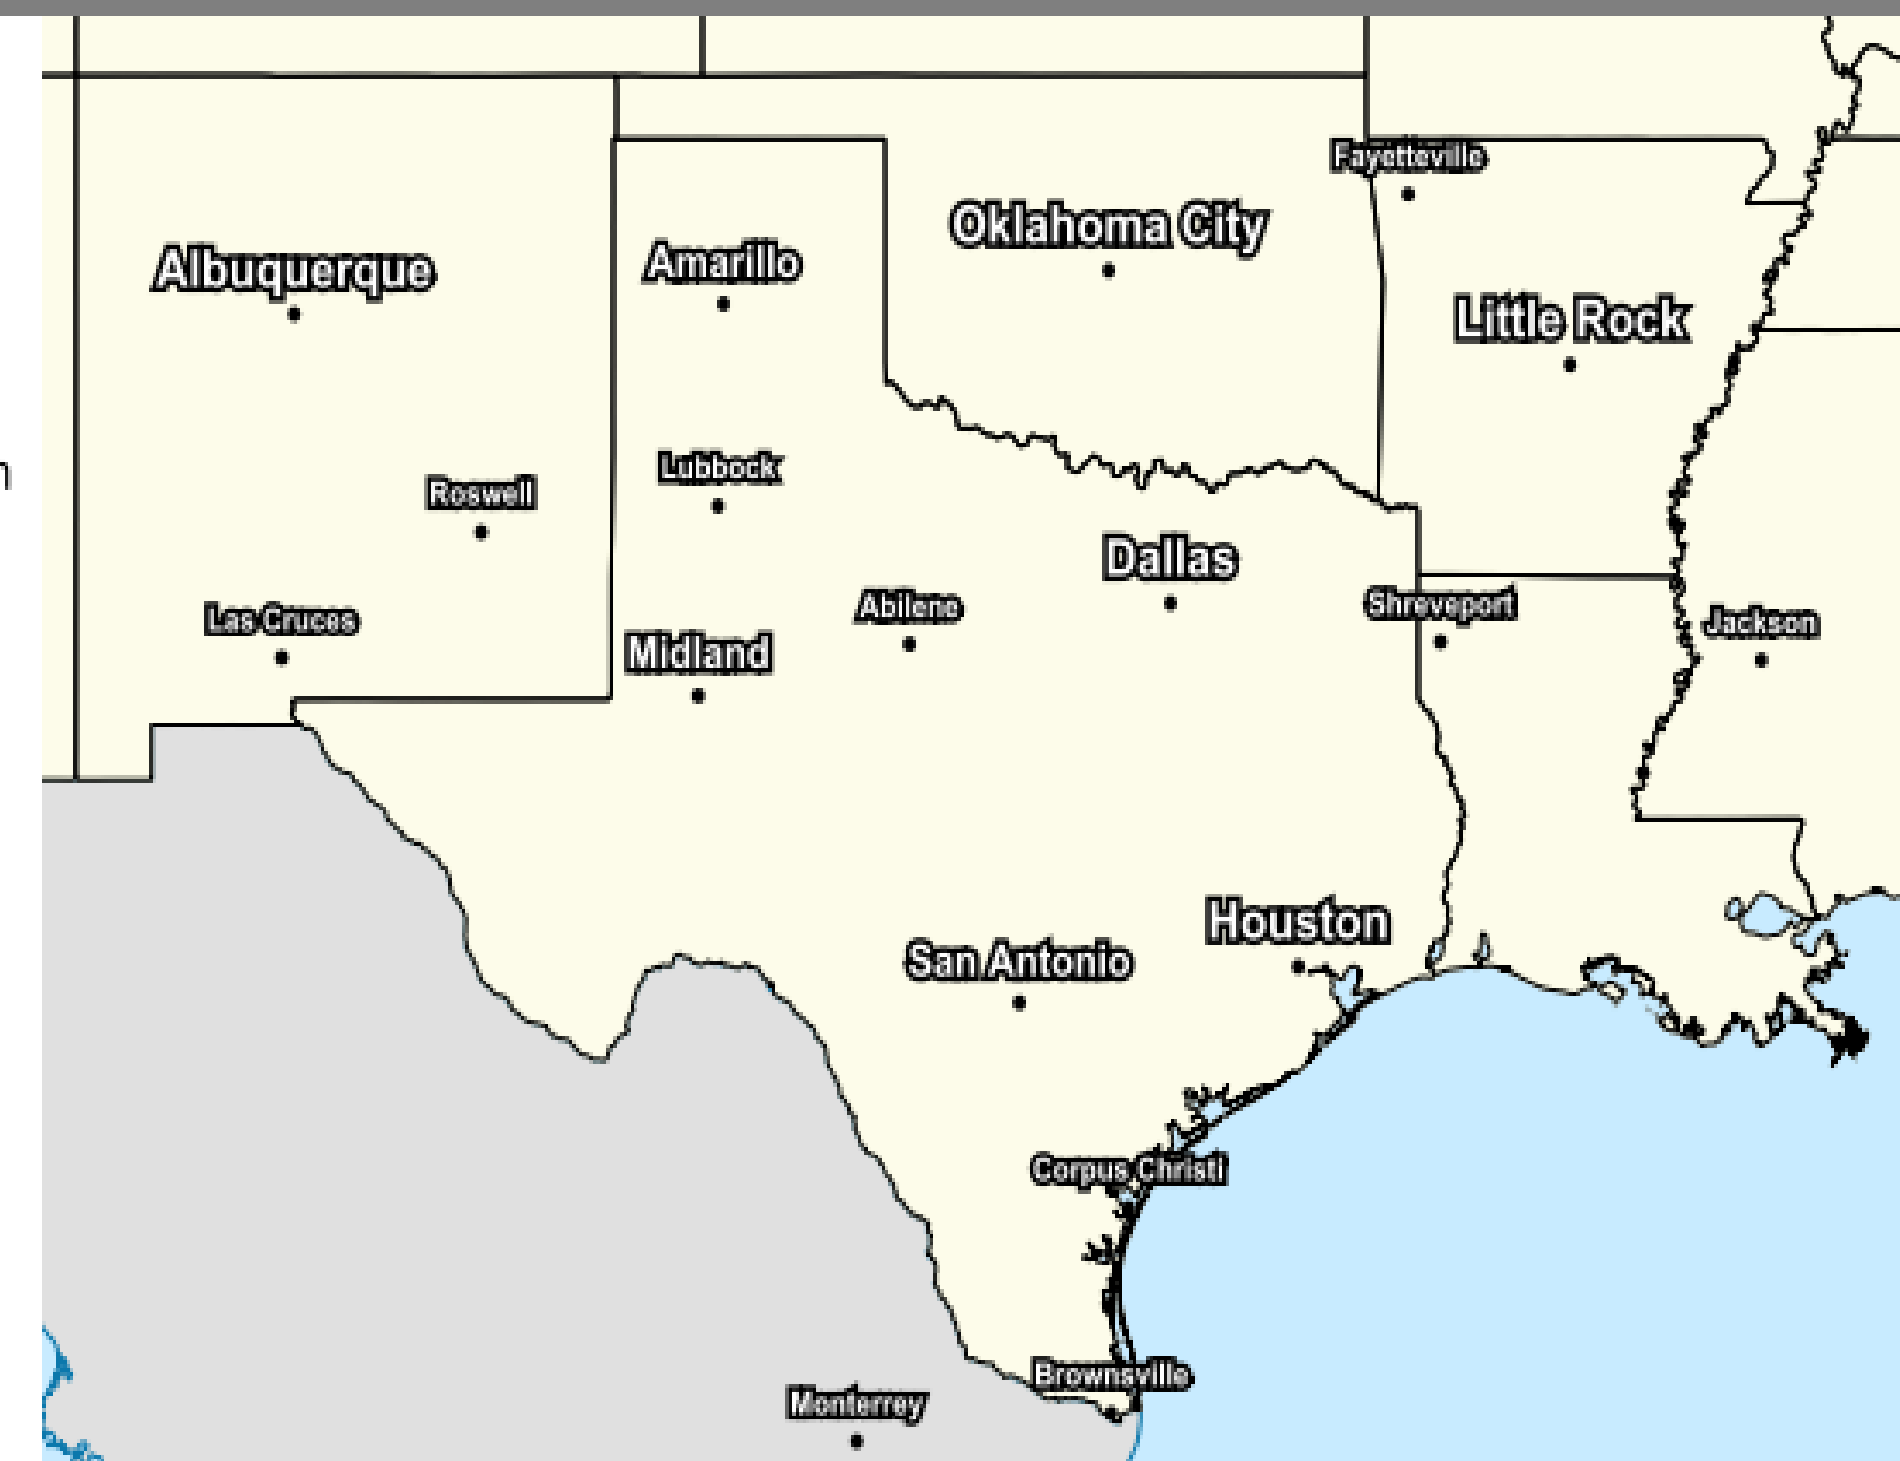 Fayetteville
Oklahoma City
Albuquerque
Amarillo
Little Rock
Lubbock
n
Roswell
Dallas
Shreveport
Abilene
Las Cruces
Jackson
Midland
Houston
San Antonio
Corpus Christi
Brownsville
Monterrey